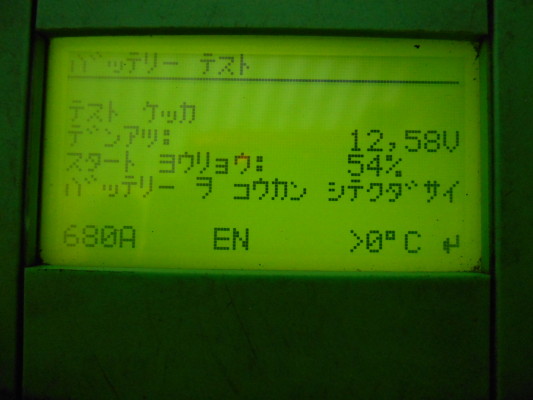 バッテリー テスト
テスト ケッカ
デンアツ: 12,58V
スタート ヨウリョウ: 54%
バッテリー ヲ コウカン シテクダサイ
680A EN >0°C ↵